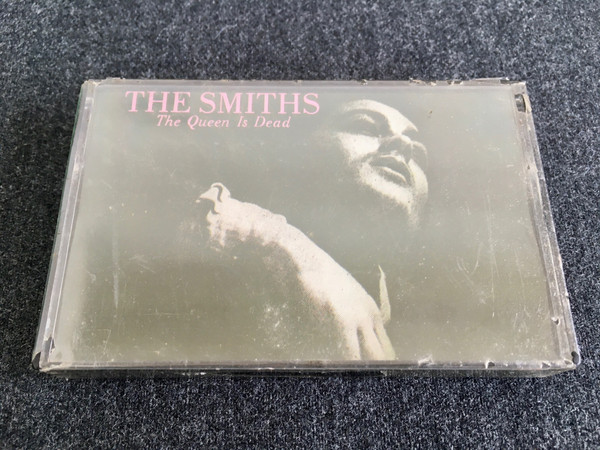 THE SMITHS
The Queen Is Dead